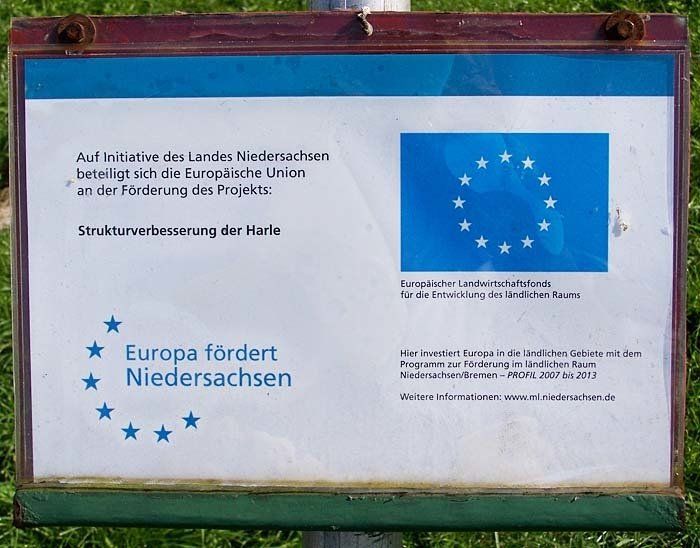 Auf Initiative des Landes Niedersachsen
beteiligt sich die Europäische Union
an der Förderung des Projekts:
Strukturverbesserung der Harle
Europa fördert
Niedersachsen
Europäischer Landwirtschaftsfonds
für die Entwicklung des ländlichen Raums
Hier investiert Europa in die ländlichen Gebiete mit dem
Programm zur Förderung im ländlichen Raum
Niedersachsen/Bremen – PROFIL 2007 bis 2013
Weitere Informationen: www.ml.niedersachsen.de